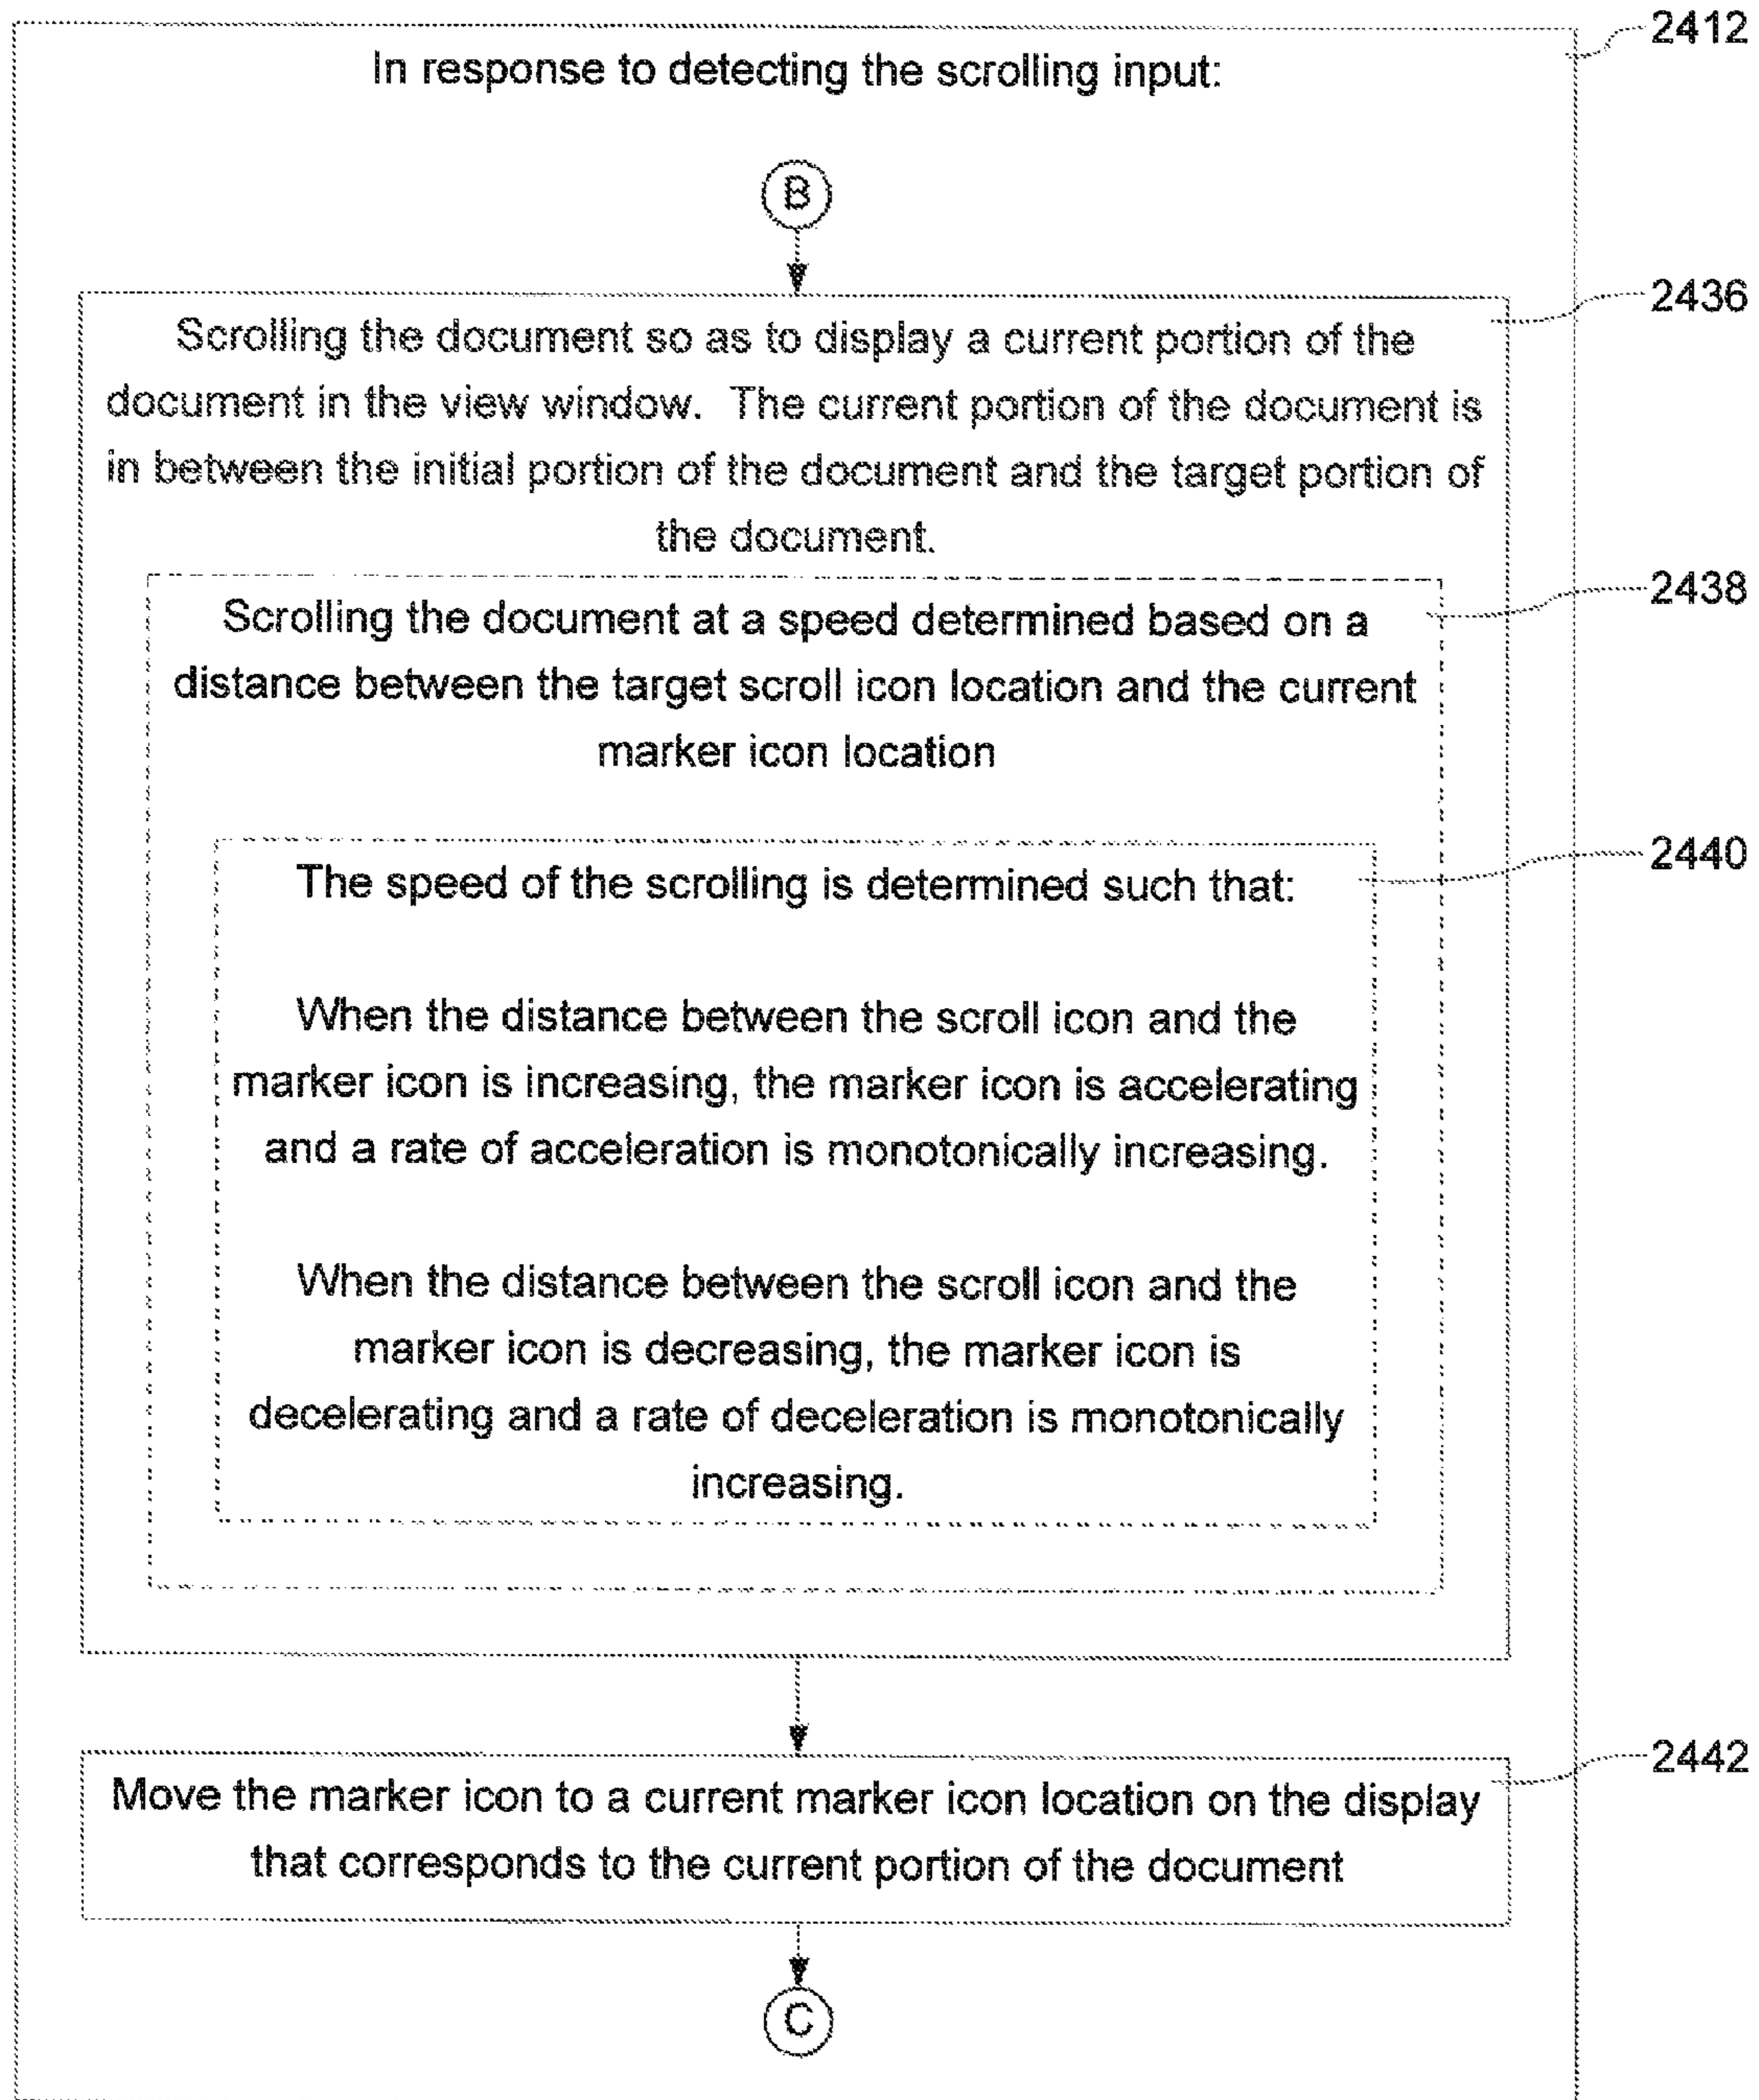 2412
In response to detecting the scrolling input:
B
2436
Scrolling the document so as to display a current portion of the
document in the view window. The current portion of the document is
in between the initial portion of the document and the target portion of
the document.
2438
Scrolling the document at a speed determined based on a
distance between the target scroll icon location and the current
marker icon location
2440
The speed of the scrolling is determined such that:
When the distance between the scroll icon and the
marker icon is increasing, the marker icon is accelerating
and a rate of acceleration is monotonically increasing.
When the distance between the scroll icon and the
marker icon is decreasing, the marker icon is
decelerating and a rate of deceleration is monotonically
increasing.
2442
Move the marker icon to a current marker icon location on the display
that corresponds to the current portion of the document
C